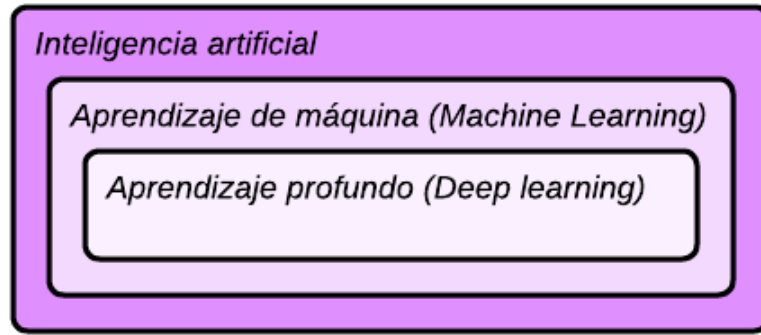 Inteligencia artificial
Aprendizaje de máquina (Machine Learning)
Aprendizaje profundo (Deep learning)